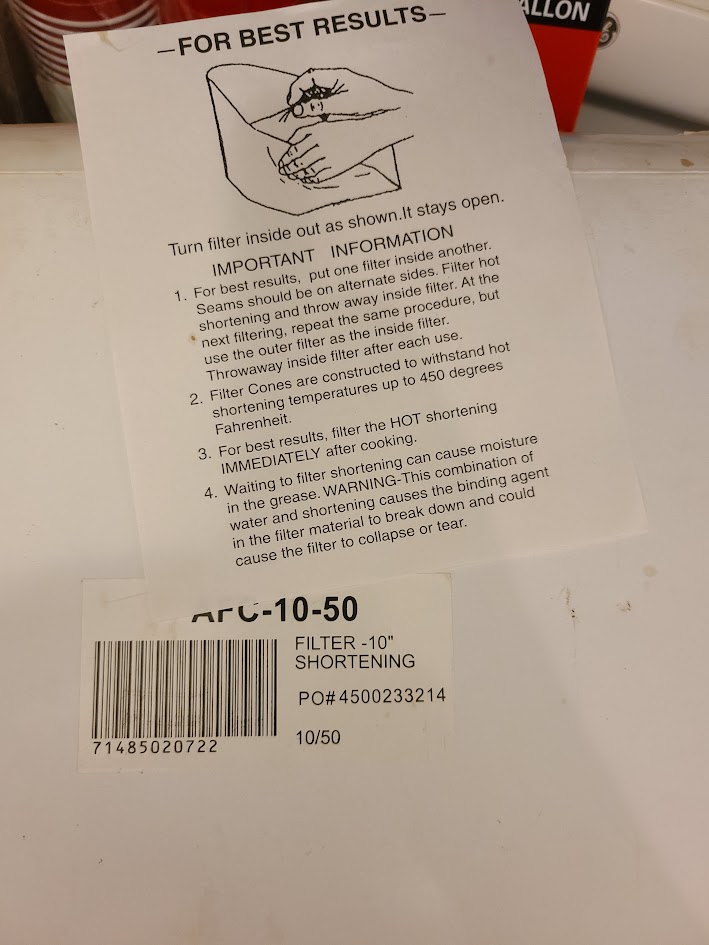 ALLON
—FOR BEST RESULTS—
Turn filter inside out as shown.It stays open.
IMPORTANT INFORMATION
1. For best results, put one filter inside another.
Seams should be on alternate sides. Filter hot
shortening and throw away inside filter. At the
next filtering, repeat the same procedure, but
use the outer filter as the inside filter.
Throwaway inside filter after each use.
2. Filter Cones are constructed to withstand hot
shortening temperatures up to 450 degrees
Fahrenheit.
3. For best results, filter the HOT shortening
IMMEDIATELY after cooking.
4. Waiting to filter shortening can cause moisture
in the grease. WARNING-This combination of
water and shortening causes the binding agent
in the filter material to break down and could
cause the filter to collapse or tear.
AFC-10-50
FILTER -10"
SHORTENING
PO#4500233214
71485020722
10/50